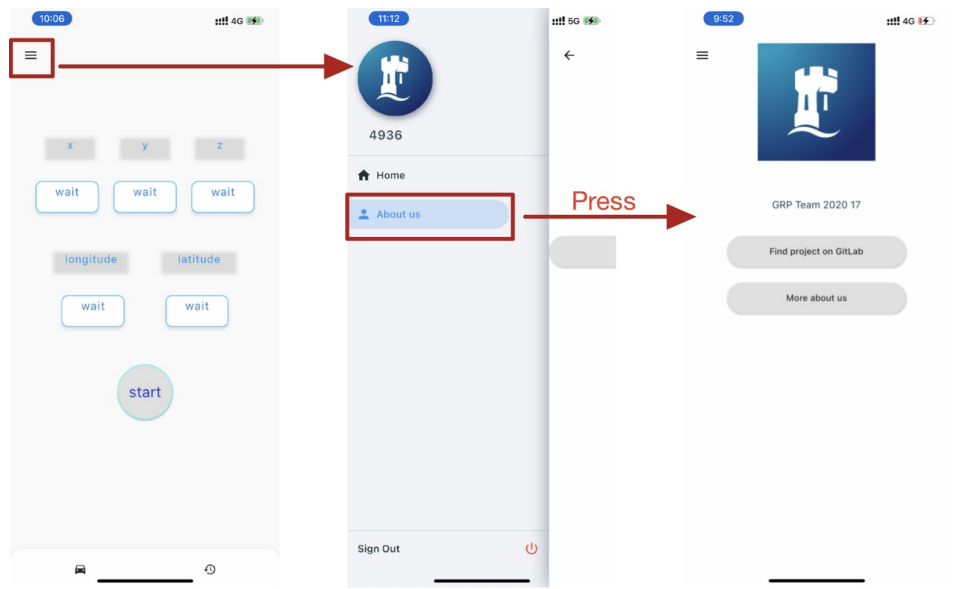 10:06
4G
x y z
wait wait wait
longitude latitude
wait wait
start
11:12
5G
4936
Home
About us
Sign Out
Press
9:52
4G
GRP Team 2020 17
Find project on GitLab
More about us